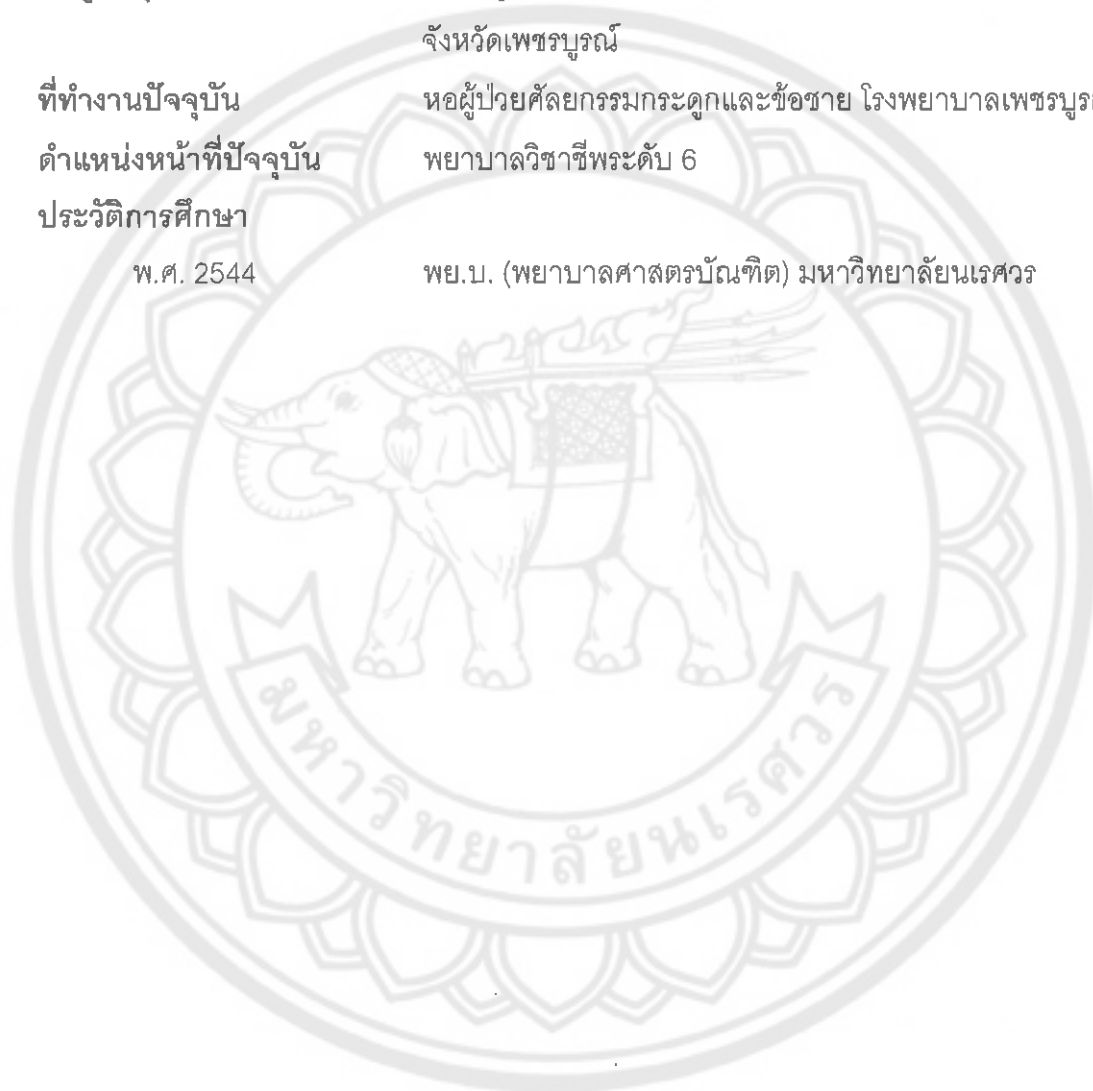 จังหวัดเพชรบูรณ์
ที่ทำงานปัจจุบัน หอผู้ป่วยศัลยกรรมกระดูกและข้อชาย โรงพยาบาล
ตำแหน่งหน้าที่ปัจจุบัน พยาบาลวิชาชีพระดับ 6
ประวัติการศึกษา
พ.ศ. 2544 พย.บ. (พยาบาลศาสตรบัณฑิต) มหาวิทยาลัยนเรศวร
มหาวิทยาลัยนเรศวร